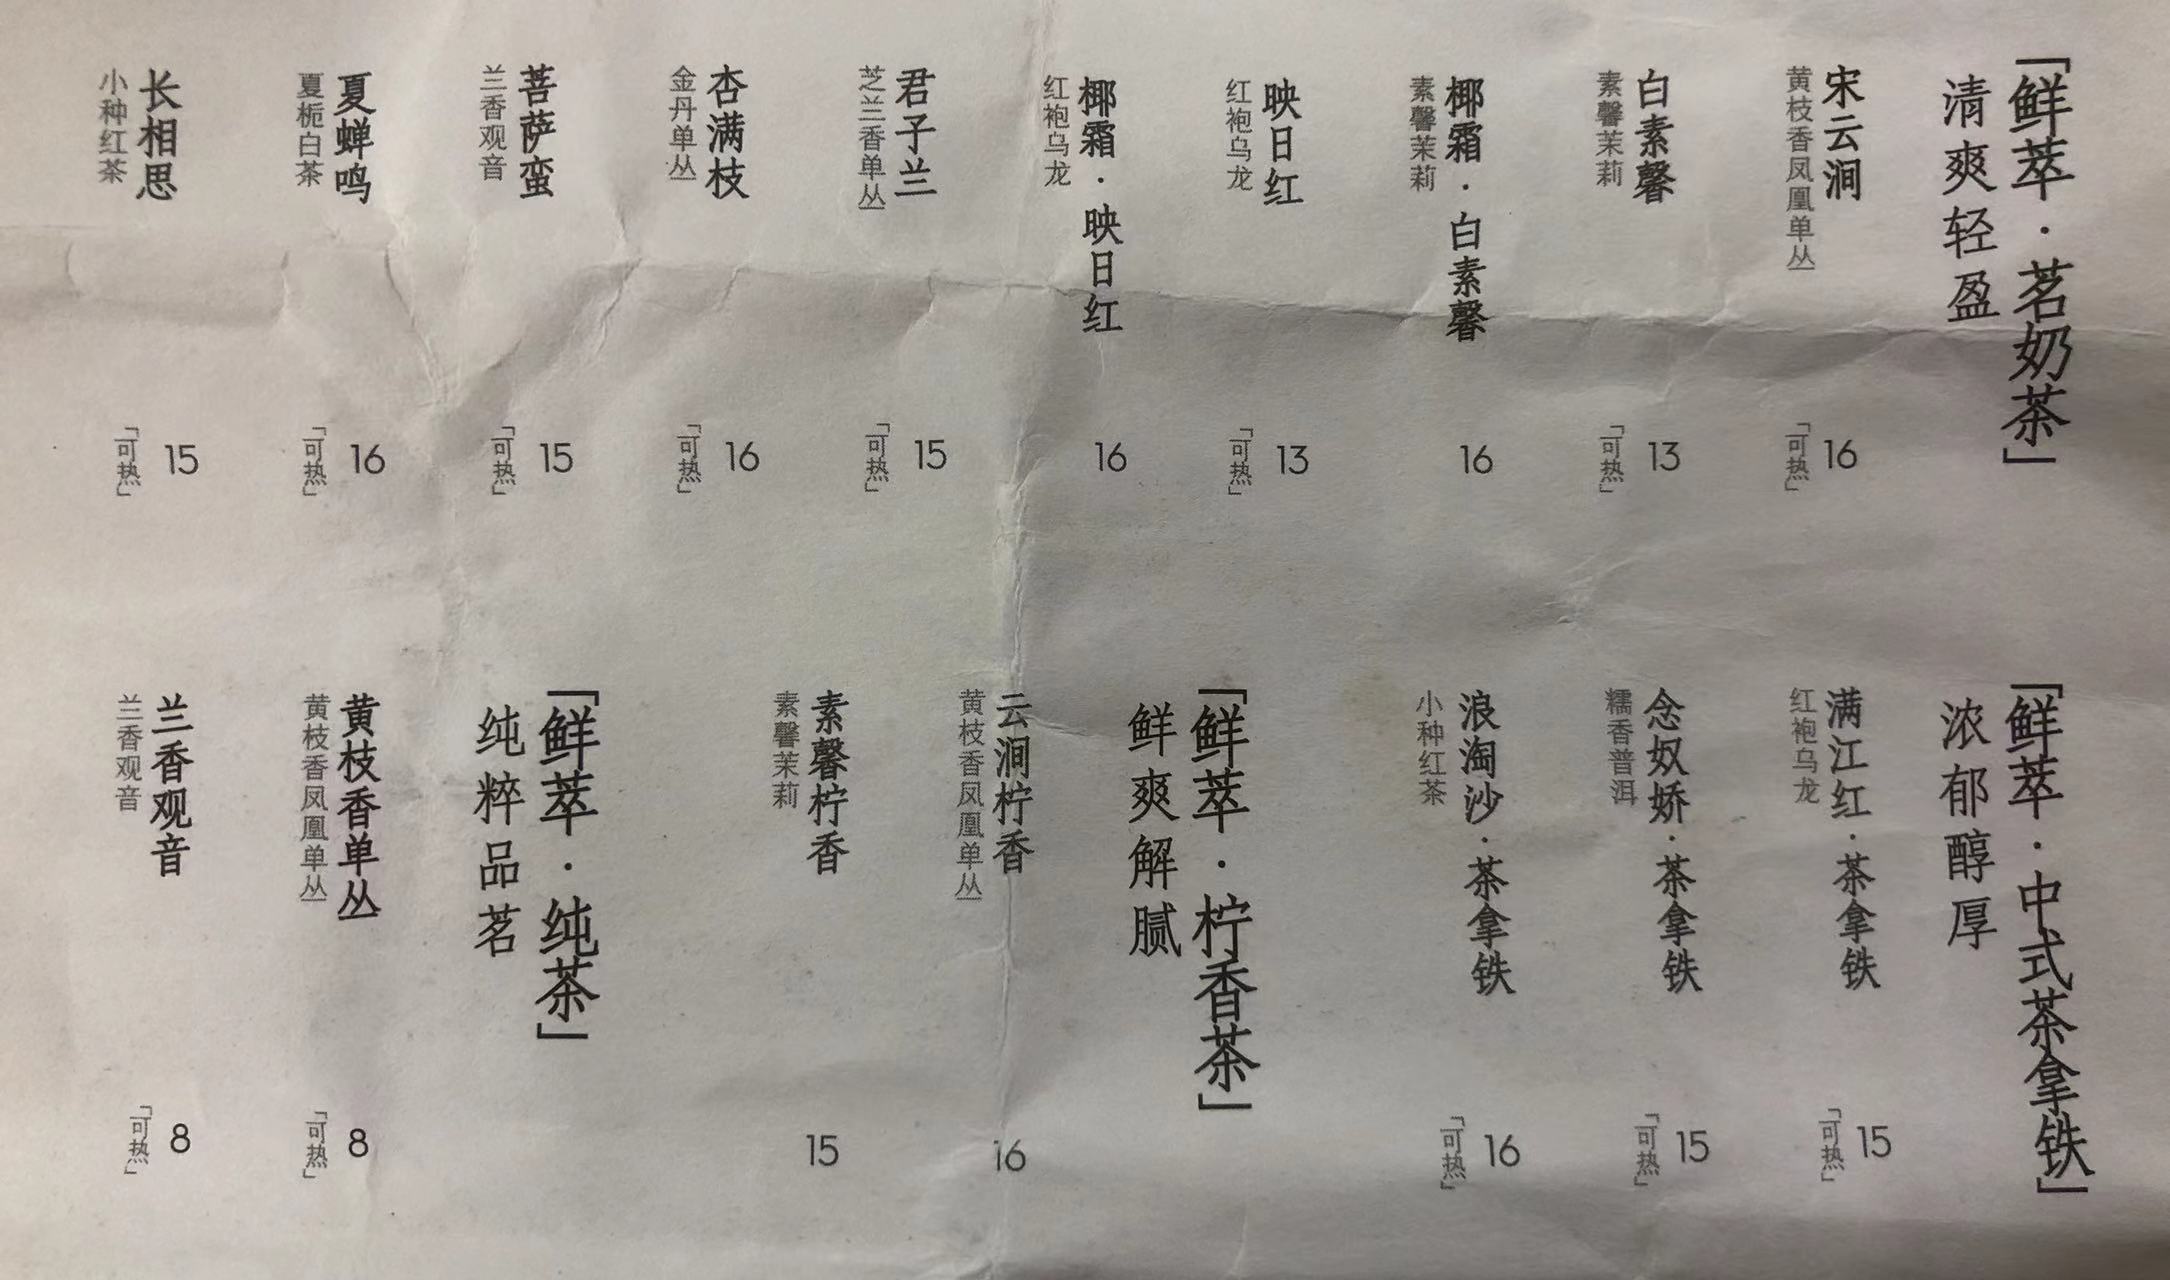 「鲜萃·茗奶茶」
清爽轻盈
宋云涧
黄枝香凤凰单丛
16
「可热」
白素馨
素馨茉莉
13
「可热」
椰霜·白素馨
素馨茉莉
16
映日红
红袍乌龙
13
「可热」
椰霜·映日红
红袍乌龙
16
君子兰
芝兰香单丛
15
「可热」
杏满枝
金丹单丛
16
「可热」
菩萨蛮
兰香观音
15
「可热」
夏蝉鸣
夏栀白茶
16
「可热」
长相思
小种红茶
15
「可热」
「鲜萃·中式茶拿铁」
浓郁醇厚
满江红·茶拿铁
红袍乌龙
15
「可热」
念奴娇·茶拿铁
糯香普洱
15
「可热」
浪淘沙·茶拿铁
小种红茶
16
「可热」
「鲜萃·柠香茶」
鲜爽解腻
云涧柠香
黄枝香凤凰单丛
16
素馨柠香
素馨茉莉
15
「鲜萃·纯茶」
纯粹品茗
黄枝香单丛
黄枝香凤凰单丛
8
「可热」
兰香观音
兰香观音
8
「可热」